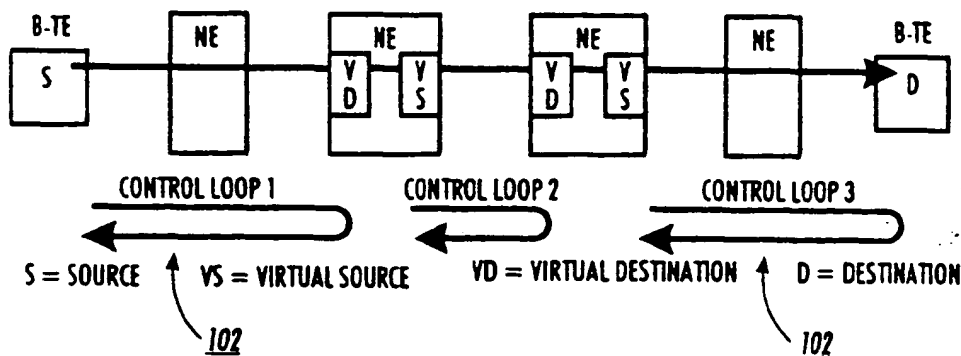 B-TE NE NE NE NE B-TE
S V D V S V D V S D
CONTROL LOOP 1 CONTROL LOOP 2 CONTROL LOOP 3
S = SOURCE VS = VIRTUAL SOURCE VD = VIRTUAL DESTINATION D = DESTINATION
102 102